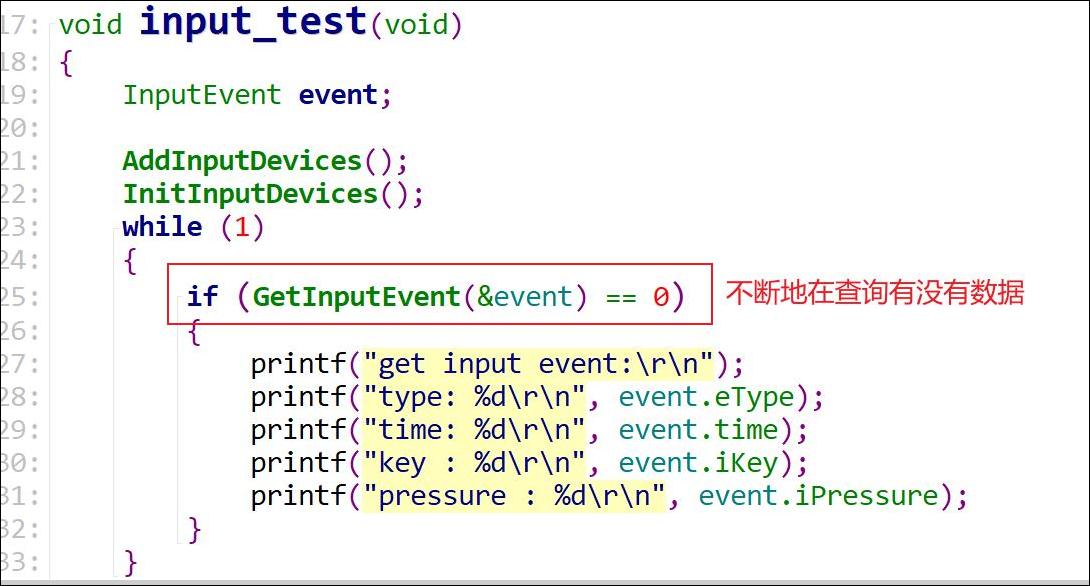 17: void input_test(void)
18: {
19: InputEvent event;
20:
21: AddInputDevices();
22: InitInputDevices();
23: while (1)
24: {
25: if (GetInputEvent(&event) == 0) 不断地在查询有没有数据
26: {
27: printf("get input event:\r\n");
28: printf("type: %d\r\n", event.eType);
29: printf("time: %d\r\n", event.time);
30: printf("key : %d\r\n", event.iKey);
31: printf("pressure : %d\r\n", event.iPressure);
32: }
33: }